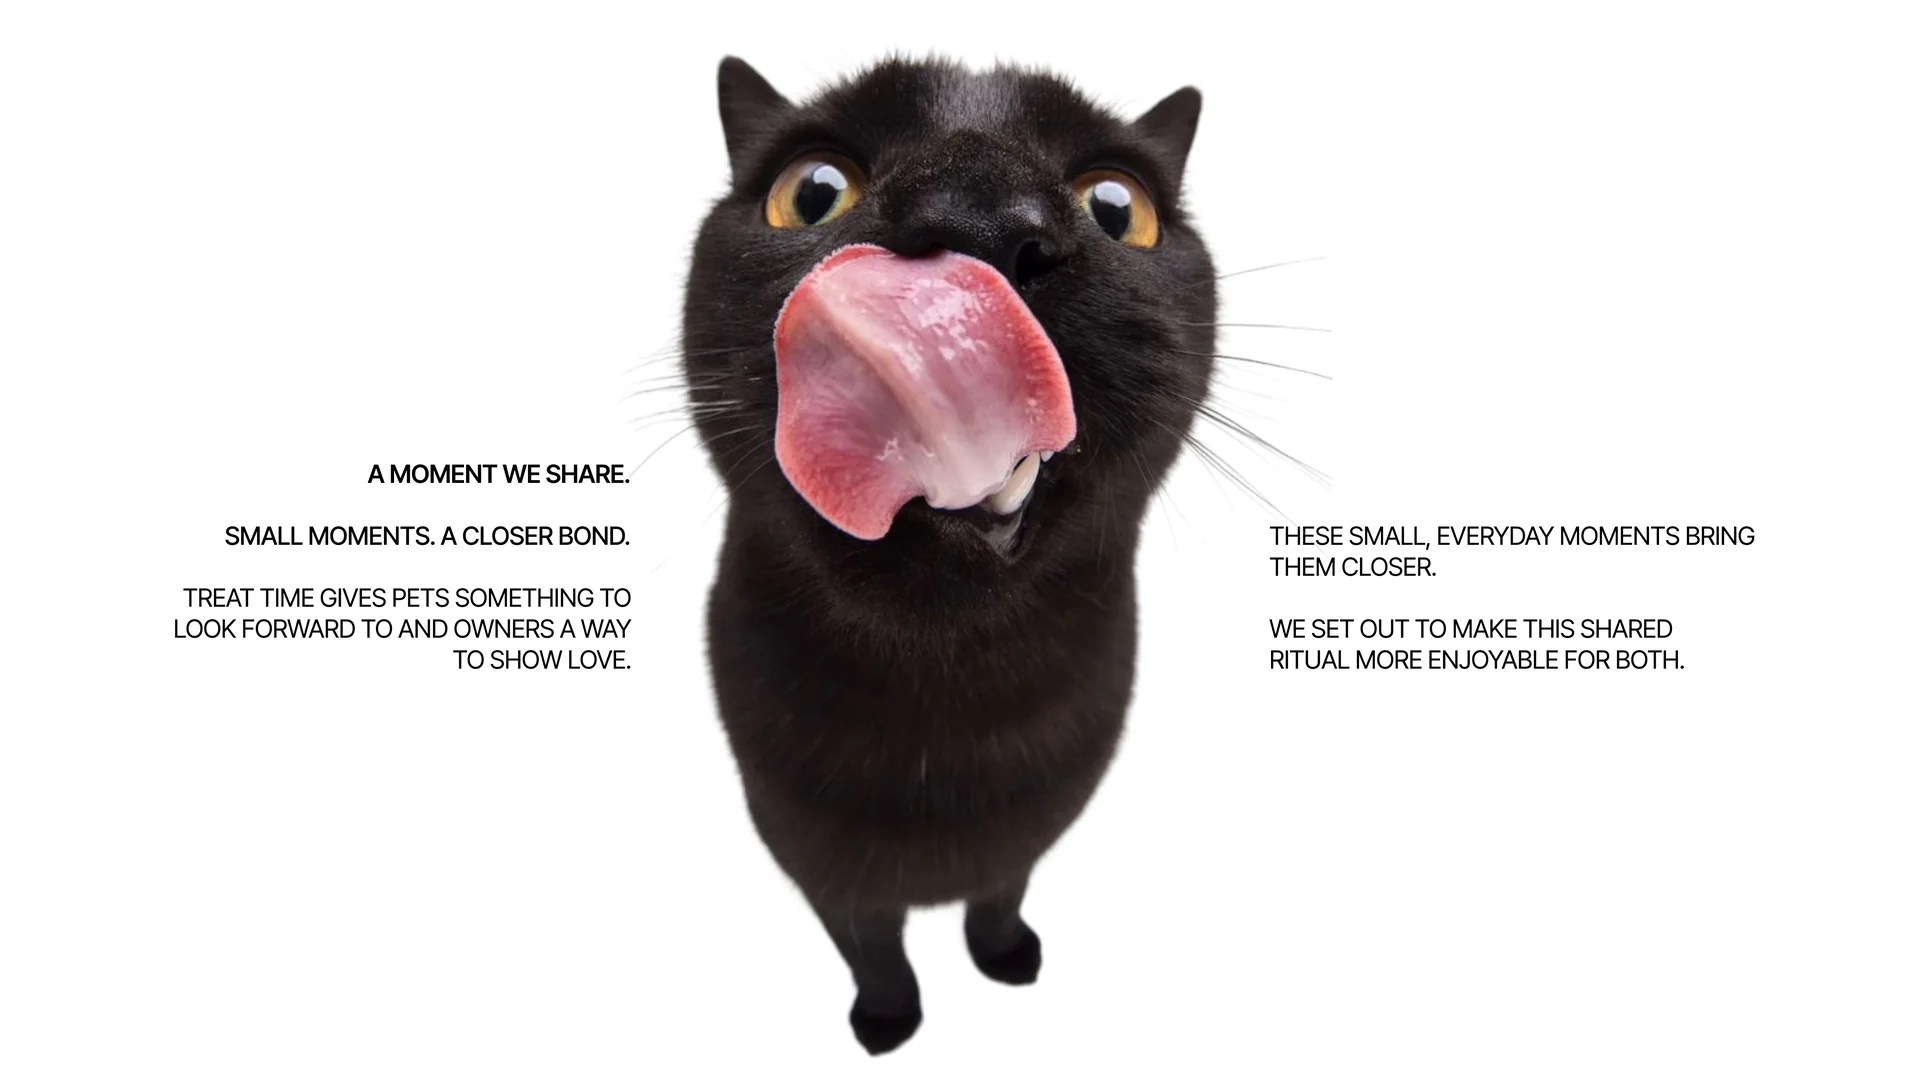 A MOMENT WE SHARE.
SMALL MOMENTS. A CLOSER BOND.
TREAT TIME GIVES PETS SOMETHING TO
LOOK FORWARD TO AND OWNERS A WAY
TO SHOW LOVE.
THESE SMALL, EVERYDAY MOMENTS BRING
THEM CLOSER.
WE SET OUT TO MAKE THIS SHARED
RITUAL MORE ENJOYABLE FOR BOTH.